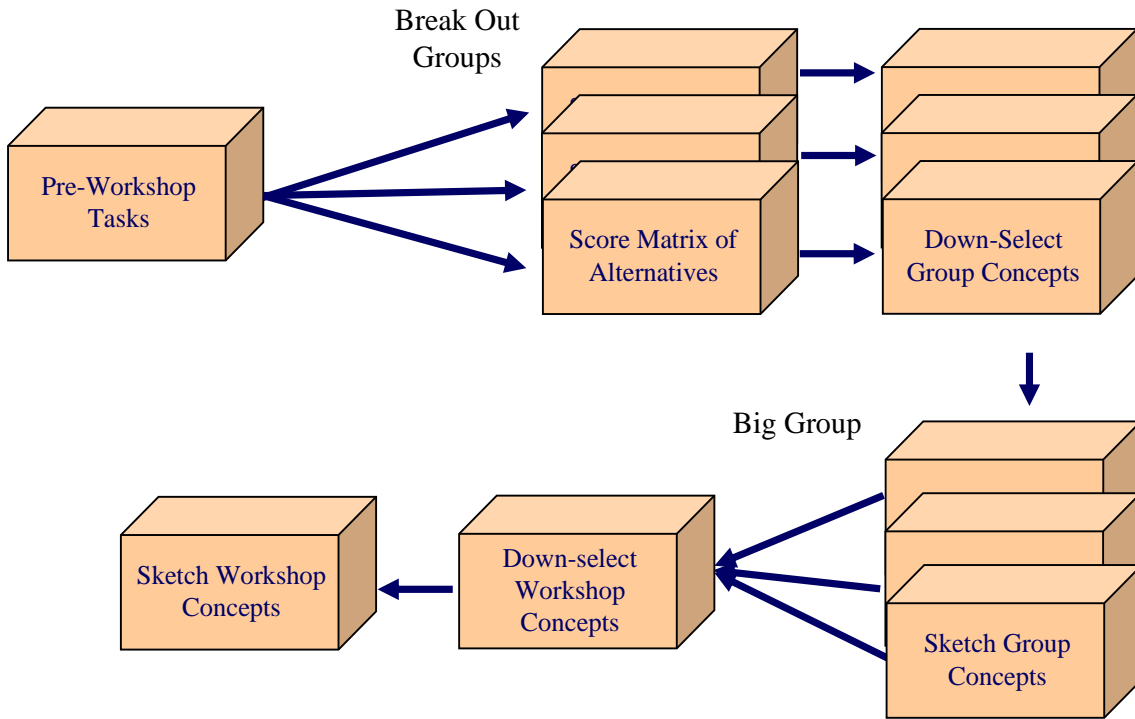 Break Out
Groups
Pre-Workshop
Tasks
Score Matrix of
Alternatives
Down-Select
Group Concepts
Big Group
Sketch Workshop
Concepts
Down-select
Workshop
Concepts
Sketch Group
Concepts